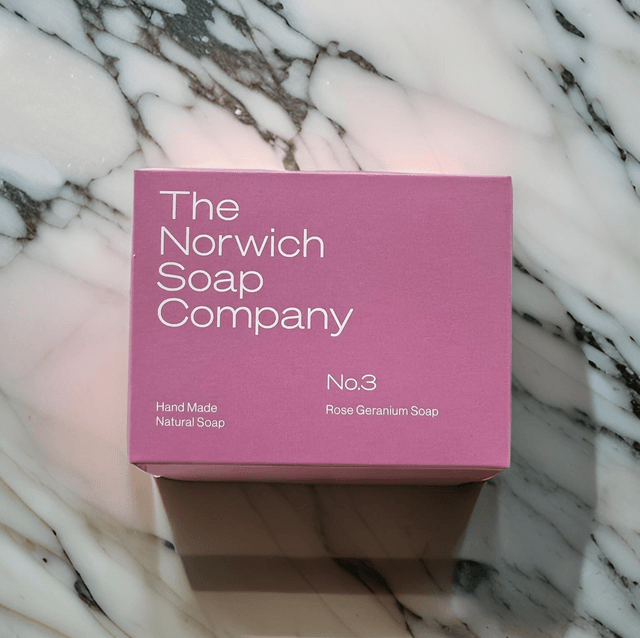 The
Norwich
Soap
Company
No.3
Hand Made
Natural Soap
Rose Geranium Soap